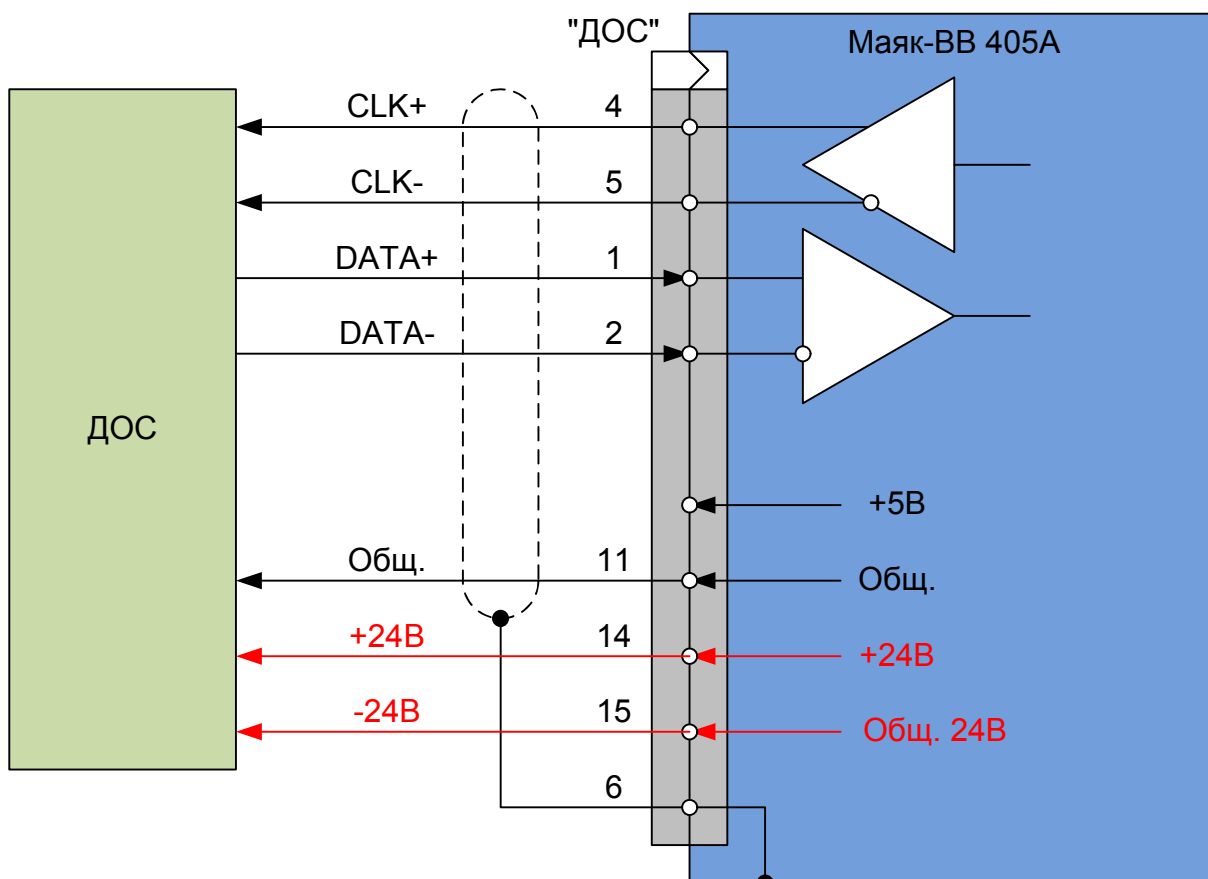 "ДОС"
Маяк-ВВ 405А
CLK+ 4
CLK- 5
DATA+ 1
DATA- 2
ДОС
+5В
Общ. 11 Общ.
+24В 14 +24В
-24В 15 Общ. 24В
6